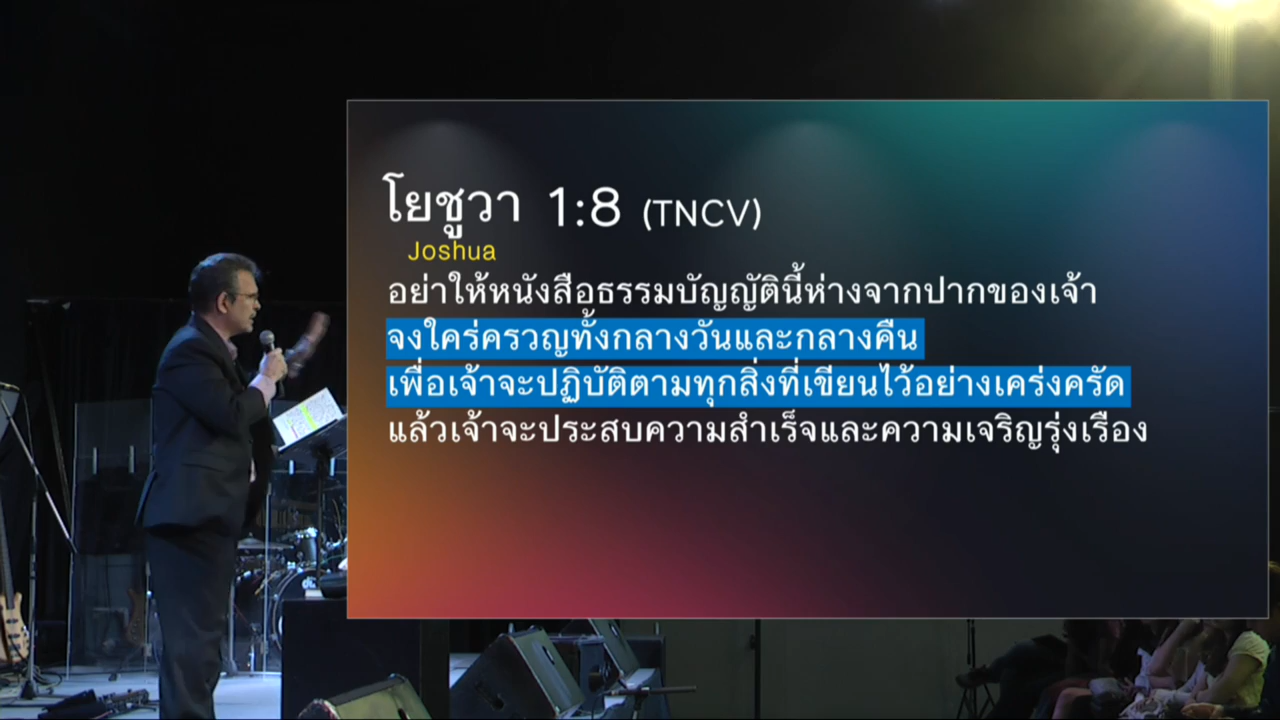 โยชูวา 1:8 (TNCV)
Joshua
อย่าให้หนังสือธรรมบัญญัตินี้ห่างจากปากของเจ้า
จงใคร่ครวญทั้งกลางวันและกลางคืน
เพื่อเจ้าจะปฏิบัติตามทุกสิ่งที่เขียนไว้อย่างเคร่งครัด
แล้วเจ้าจะประสบความสำเร็จและความเจริญรุ่งเรือง